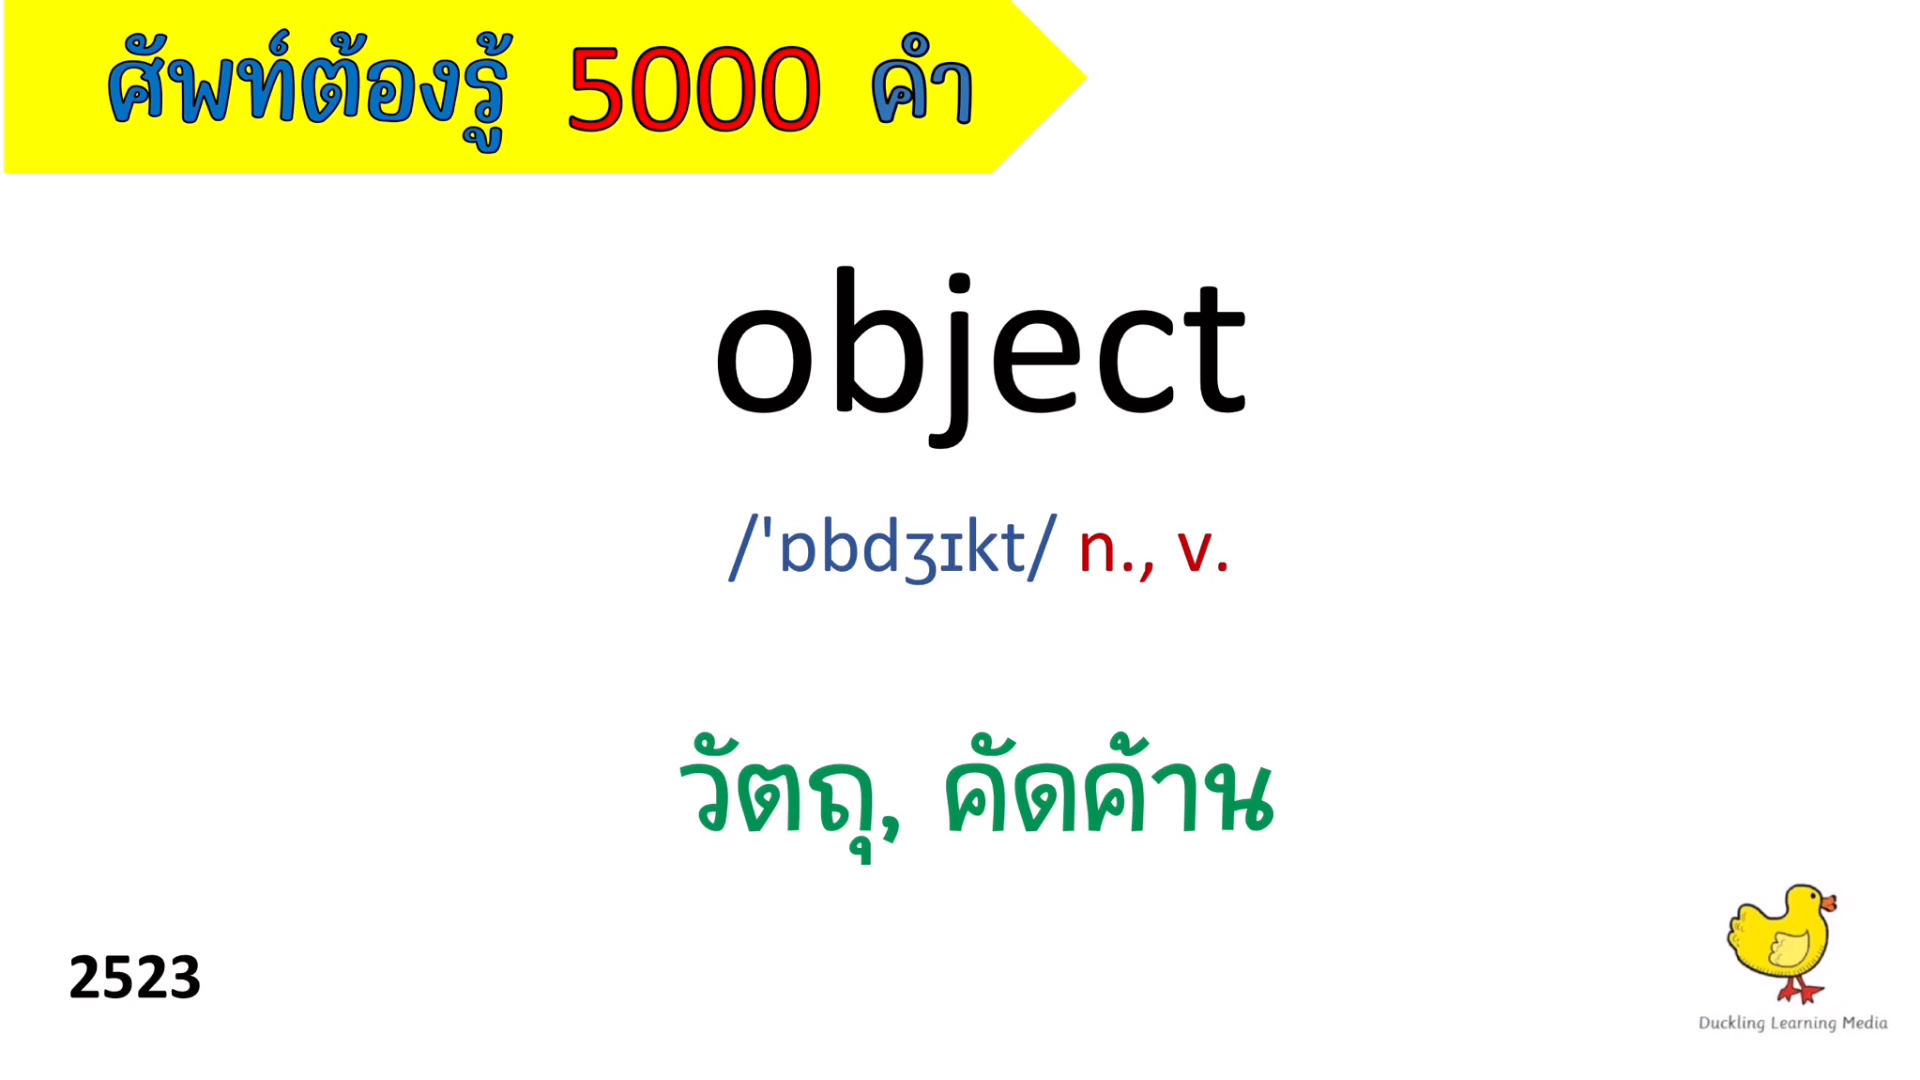 ศัพท์ต้องรู้ 5000 คำ
object
/ˈɒbdʒɪkt/ n., v.
วัตถุ, คัดค้าน
2523
Duckling Learning Media